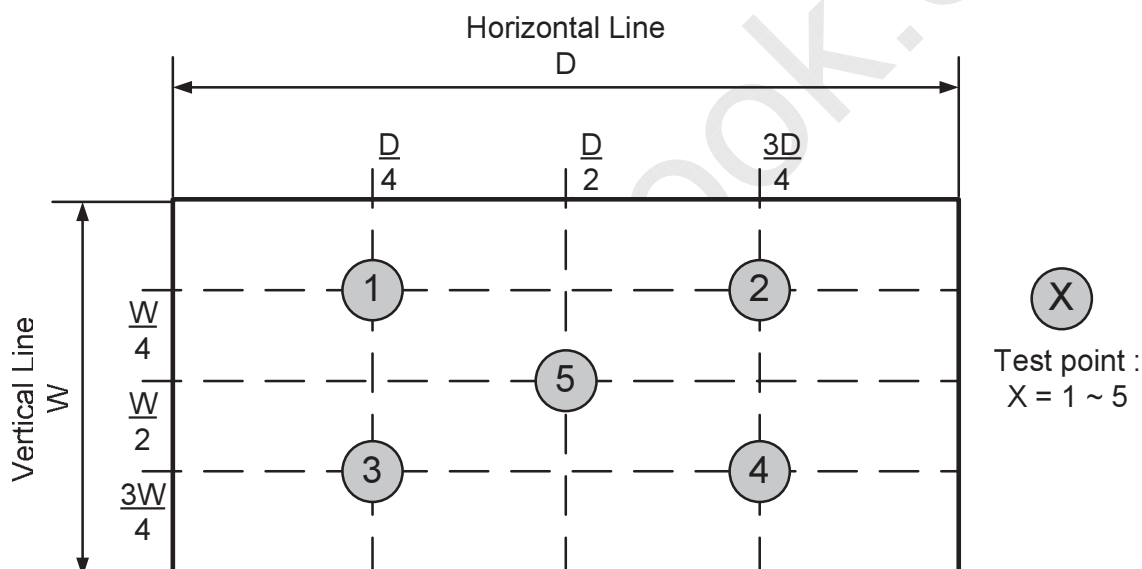 Horizontal Line
D
D
4
D
2
3D
4
1
2
X
W
4
Test point :
X = 1 ~ 5
5
Vertical Line
W
W
2
3
4
3W
4
ook.